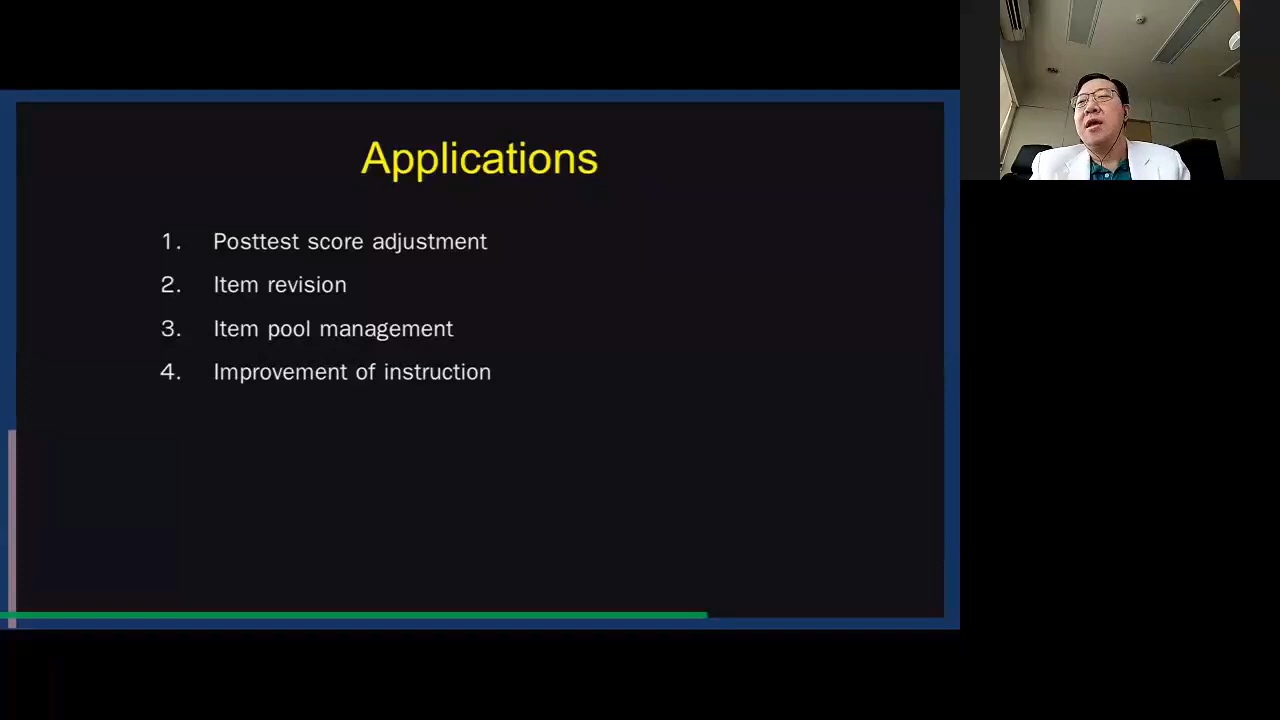 Applications
1. Posttest score adjustment
2. Item revision
3. Item pool management
4. Improvement of instruction